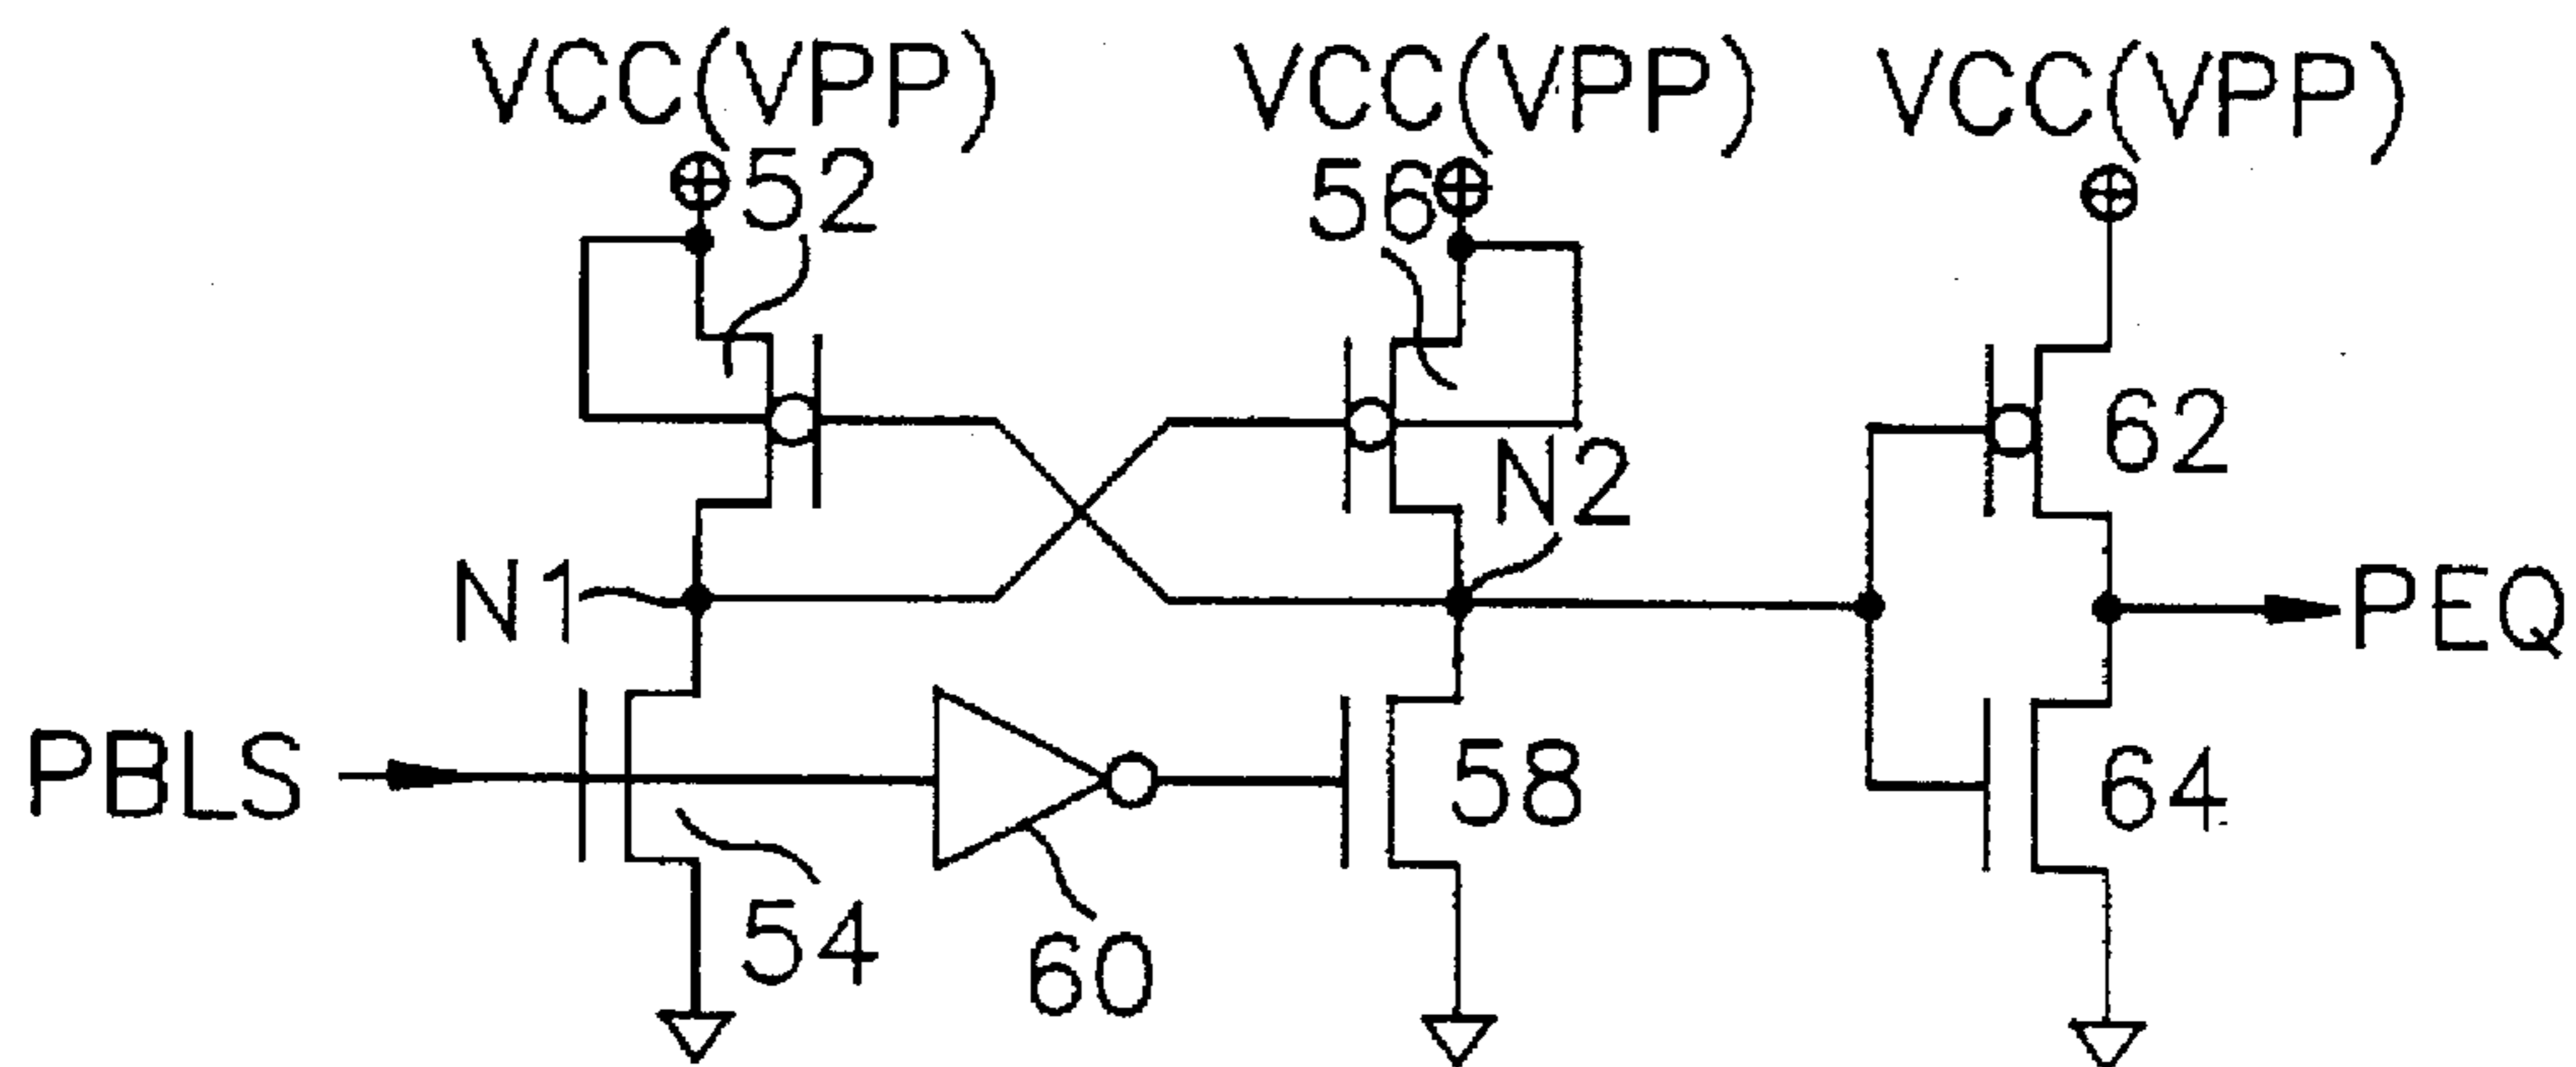 VCC(VPP) VCC(VPP) VCC(VPP)
52 56
62
N2
N1
PEQ
PBLS
58 64
54
60